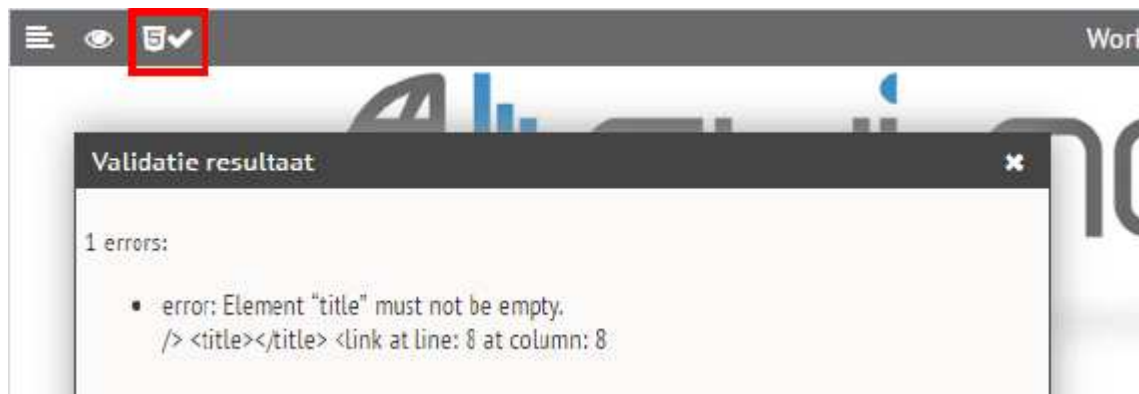 Work
Validatie resultaat
1 errors:
error: Element “title” must not be empty.
/> <title></title> <link at line: 8 at column: 8